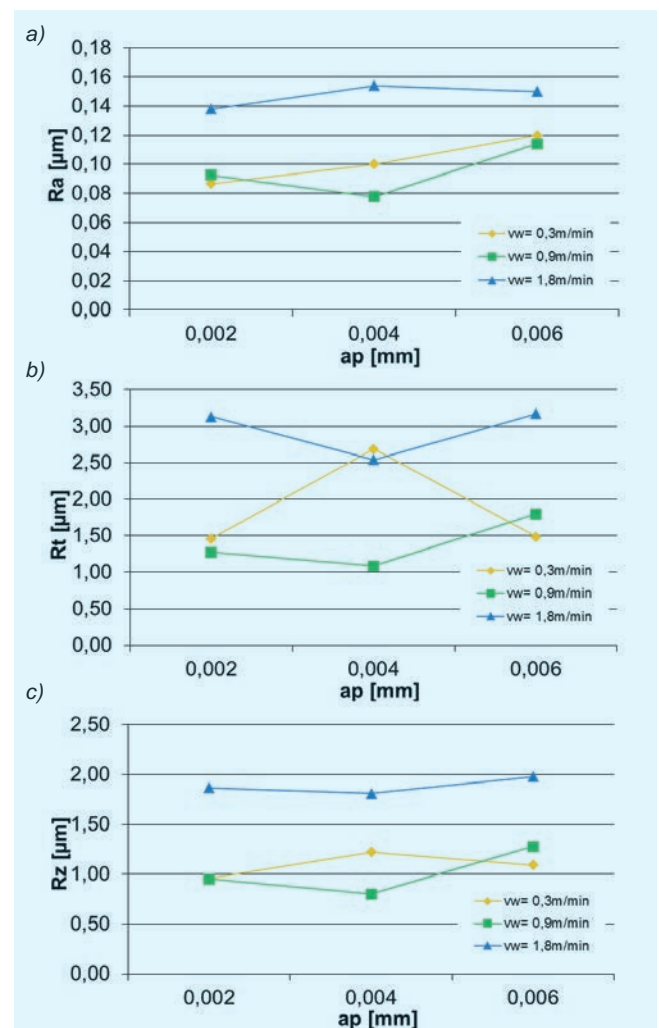 a)
0,18
0,16
0,14
0,12
0,10
0,08
0,06
0,04
0,02
0,00
Ra [µm]
vw= 0,3m/min
vw= 0,9m/min
vw= 1,8m/min
0,002 0,004 0,006
ap [mm]
b)
3,50
3,00
2,50
2,00
1,50
1,00
0,50
0,00
Rt [µm]
vw= 0,3m/min
vw= 0,9m/min
vw= 1,8m/min
0,002 0,004 0,006
ap [mm]
c)
2,50
2,00
1,50
1,00
0,50
0,00
Rz [µm]
vw= 0,3m/min
vw= 0,9m/min
vw= 1,8m/min
0,002 0,004 0,006
ap [mm]